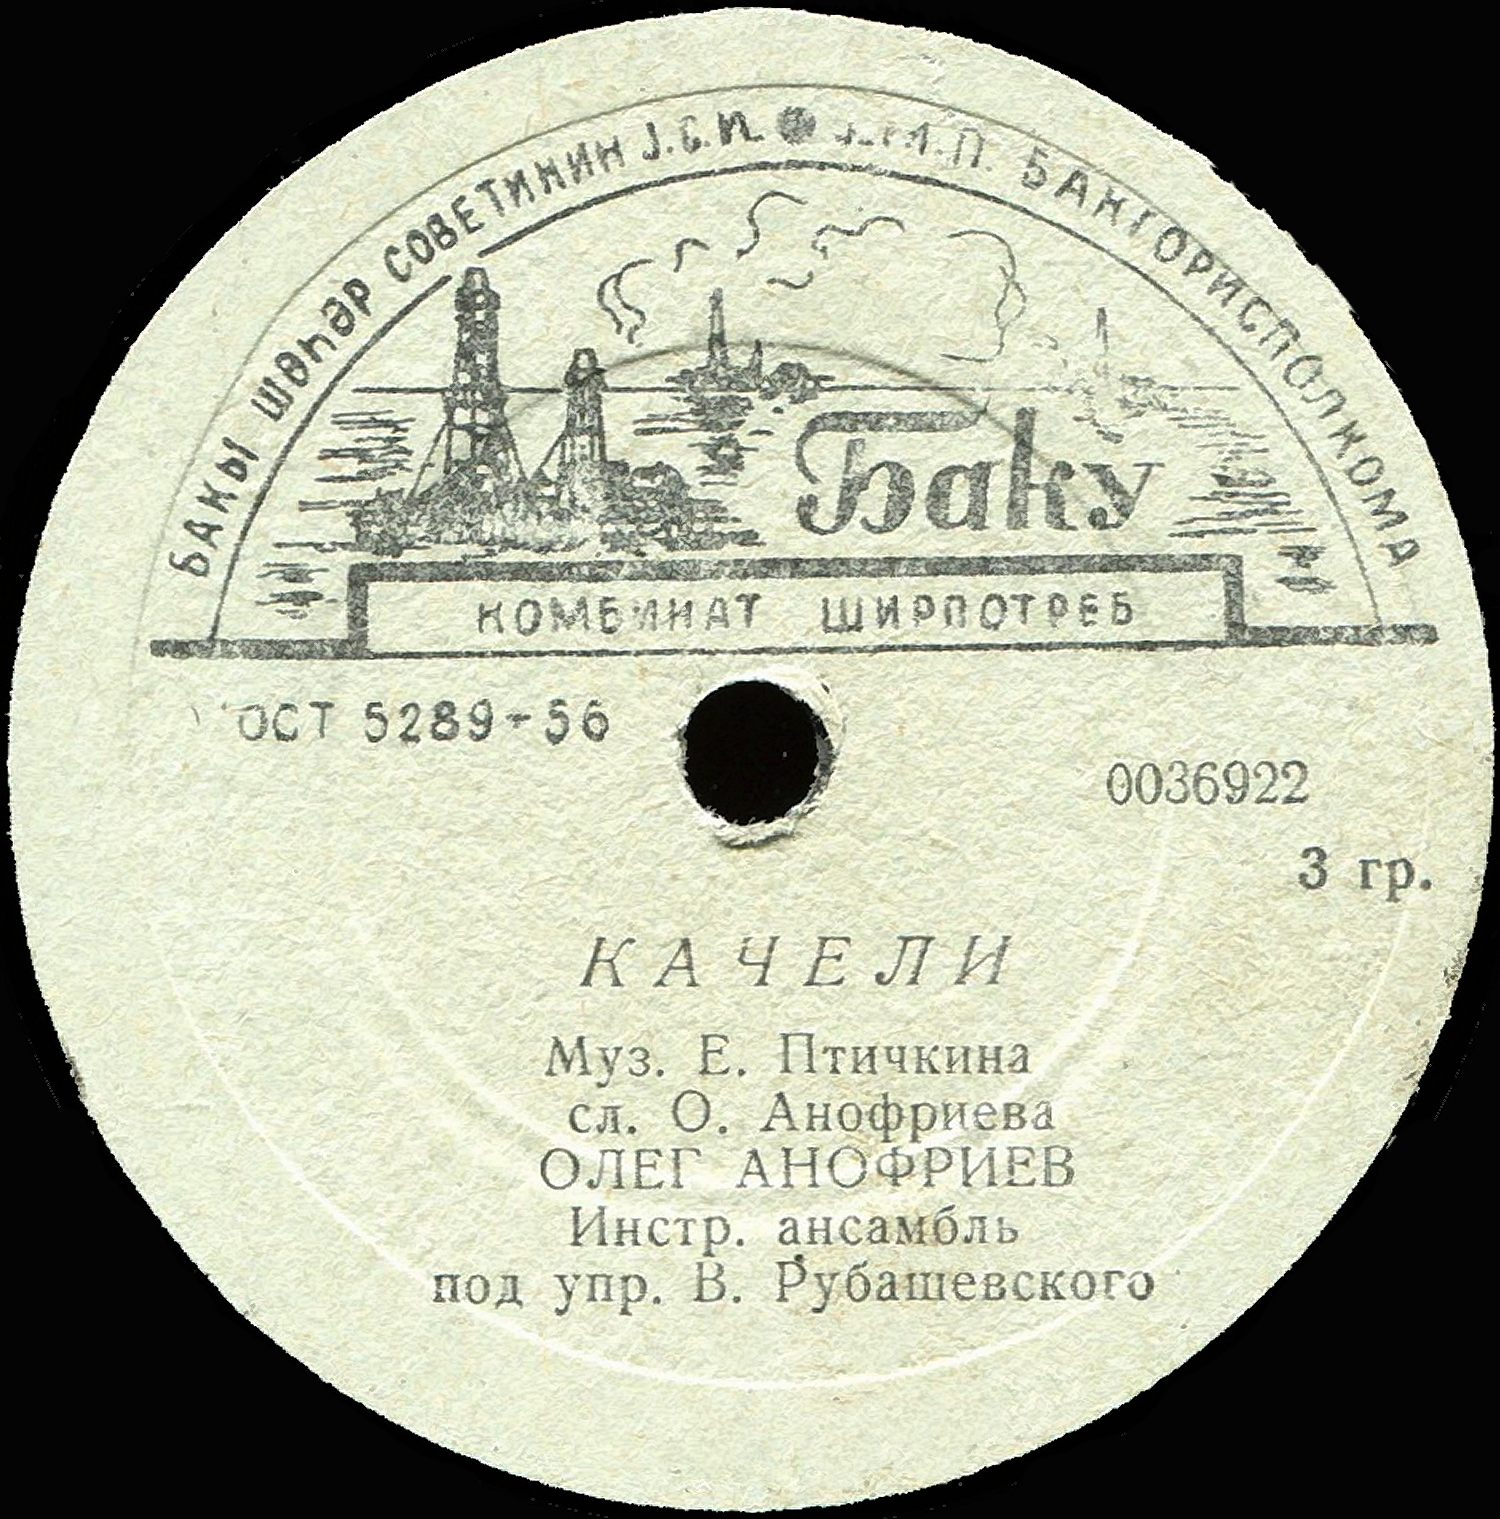 БАКЫ ШӘҺӘР СОВЕТИНИН Ј.С.И. М.П. БАКГОРИСПОЛКОМА
Баку
КОМБИНАТ ШИРПОТРЕБ
ОСТ 5289-56
0036922
3 гр.
КАЧЕЛИ
Муз. Е. Птичкина
сл. О. Анофриева
ОЛЕГ АНОФРИЕВ
Инстр. ансамбль
под упр. В. Рубашевского